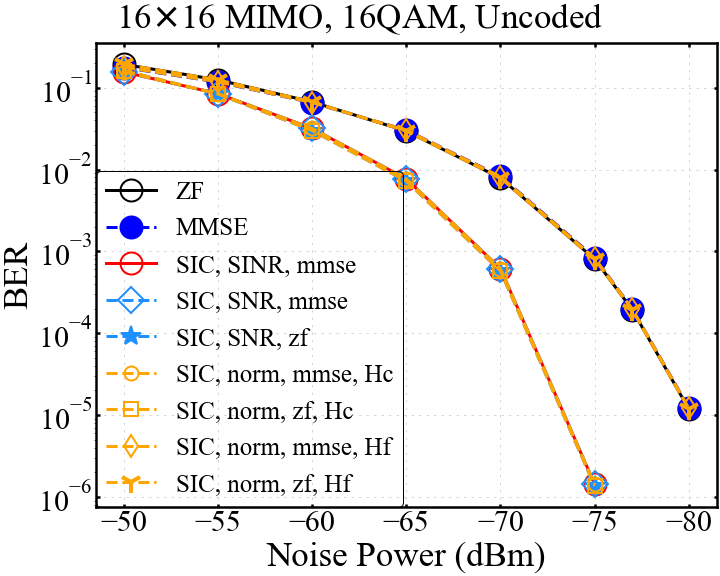 16×16 MIMO, 16QAM, Uncoded
10⁻¹
10⁻²
10⁻³
10⁻⁴
10⁻⁵
10⁻⁶
BER
ZF
MMSE
SIC, SINR, mmse
SIC, SNR, mmse
SIC, SNR, zf
SIC, norm, mmse, Hc
SIC, norm, zf, Hc
SIC, norm, mmse, Hf
SIC, norm, zf, Hf
−50 −55 −60 −65 −70 −75 −80
Noise Power (dBm)